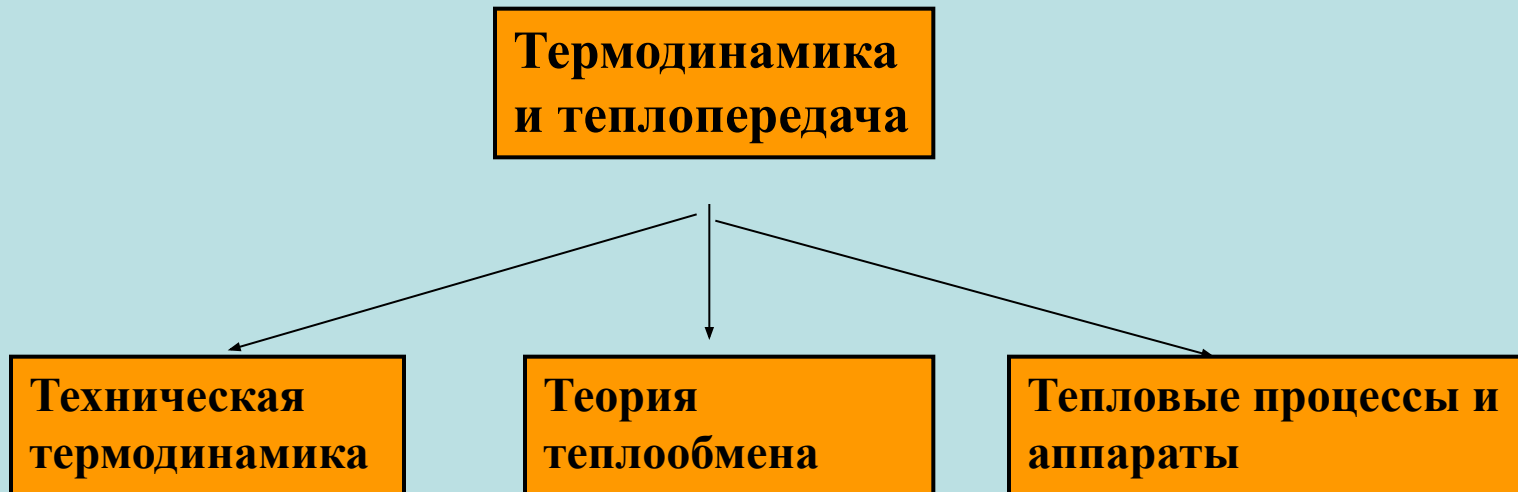 Термодинамика
и теплопередача
Техническая
термодинамика
Теория
теплообмена
Тепловые процессы и
аппараты